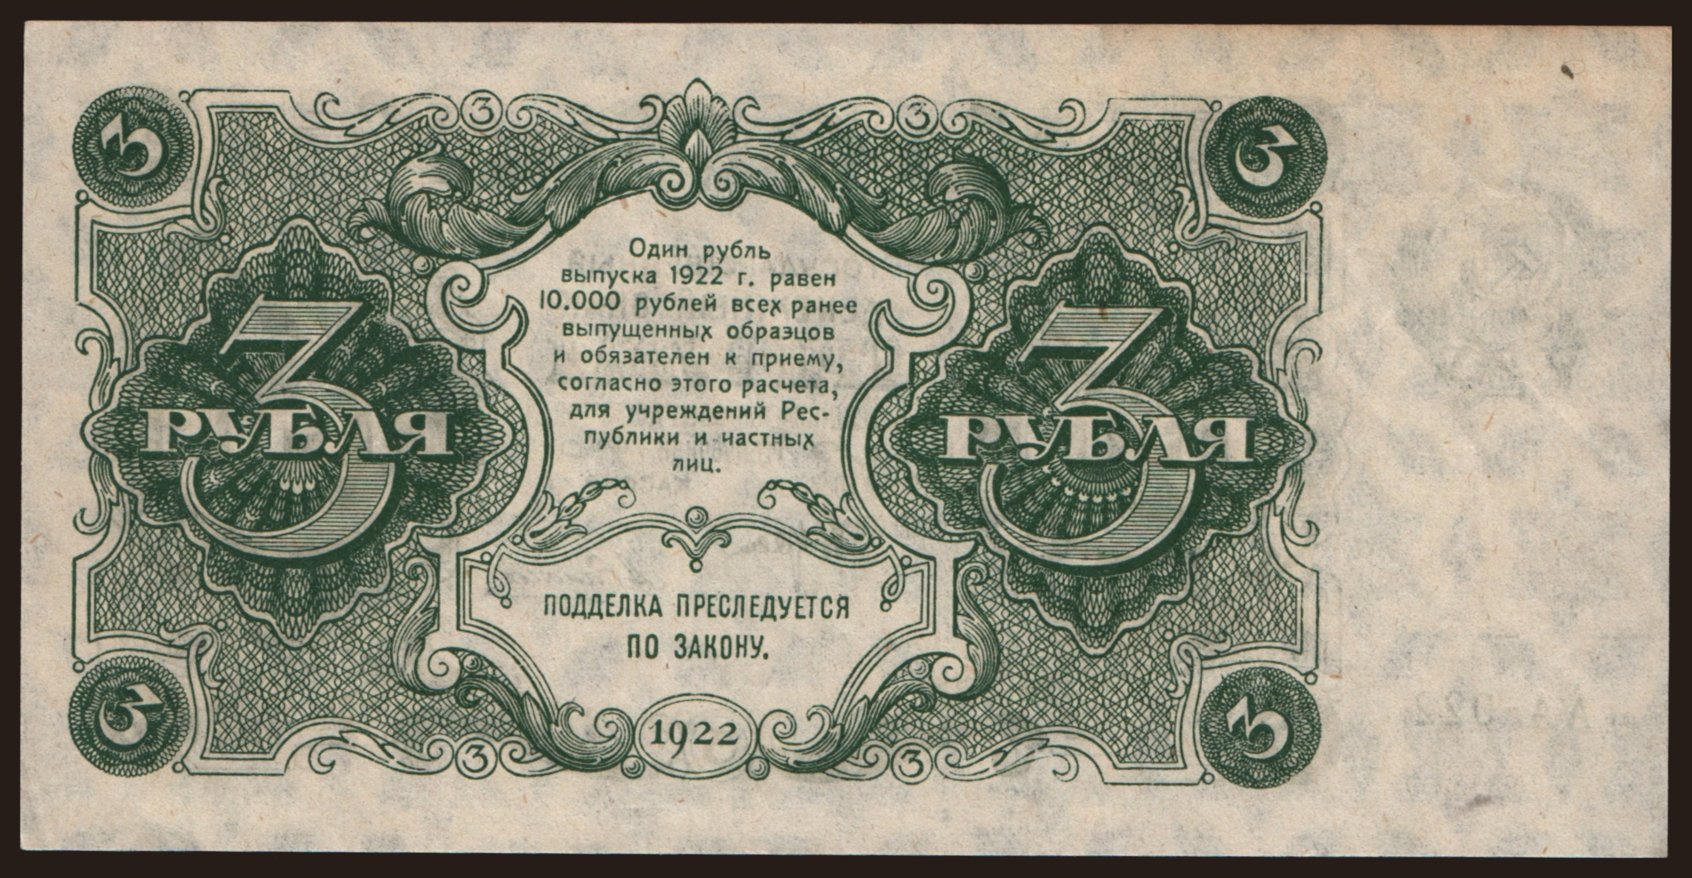 3 3 3 3
Один рубль
выпуска 1922 г. равен
10.000 рублей всех ранее
выпущенных образцов
и обязателен к приему,
согласно этого расчета,
для учреждений Рес-
публики и частных
лиц.
3 3
РУБЛЯ РУБЛЯ
ПОДДЕЛКА ПРЕСЛЕДУЕТСЯ
ПО ЗАКОНУ.
3 3 1922 3 3